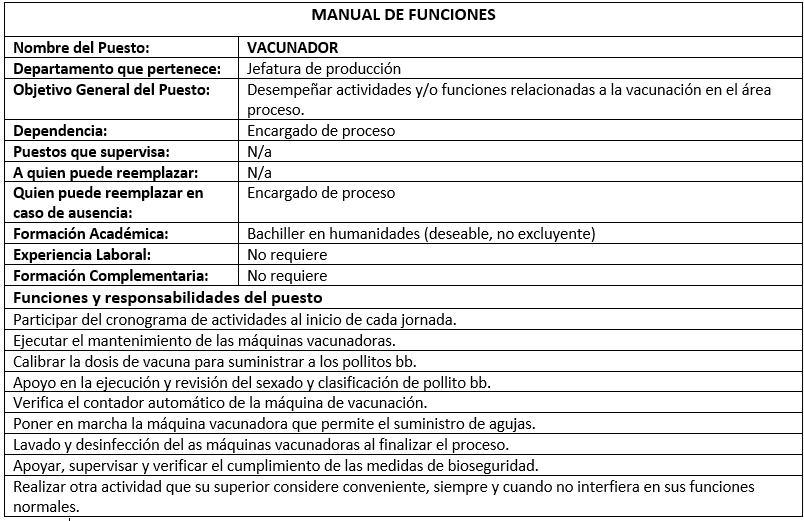 MANUAL DE FUNCIONES
Nombre del Puesto: VACUNADOR
Departamento que pertenece: Jefatura de producción
Objetivo General del Puesto: Desempeñar actividades y/o funciones relacionadas a la vacunación en el área
proceso.
Dependencia: Encargado de proceso
Puestos que supervisa: N/a
A quien puede reemplazar: N/a
Quien puede reemplazar en Encargado de proceso
caso de ausencia:
Formación Académica: Bachiller en humanidades (deseable, no excluyente)
Experiencia Laboral: No requiere
Formación Complementaria: No requiere
Funciones y responsabilidades del puesto
Participar del cronograma de actividades al inicio de cada jornada.
Ejecutar el mantenimiento de las máquinas vacunadoras.
Calibrar la dosis de vacuna para suministrar a los pollitos bb.
Apoyo en la ejecución y revisión del sexado y clasificación de pollito bb.
Verifica el contador automático de la máquina de vacunación.
Poner en marcha la máquina vacunadora que permite el suministro de agujas.
Lavado y desinfección del as máquinas vacunadoras al finalizar el proceso.
Apoyar, supervisar y verificar el cumplimiento de las medidas de bioseguridad.
Realizar otra actividad que su superior considere conveniente, siempre y cuando no interfiera en sus funciones
normales.